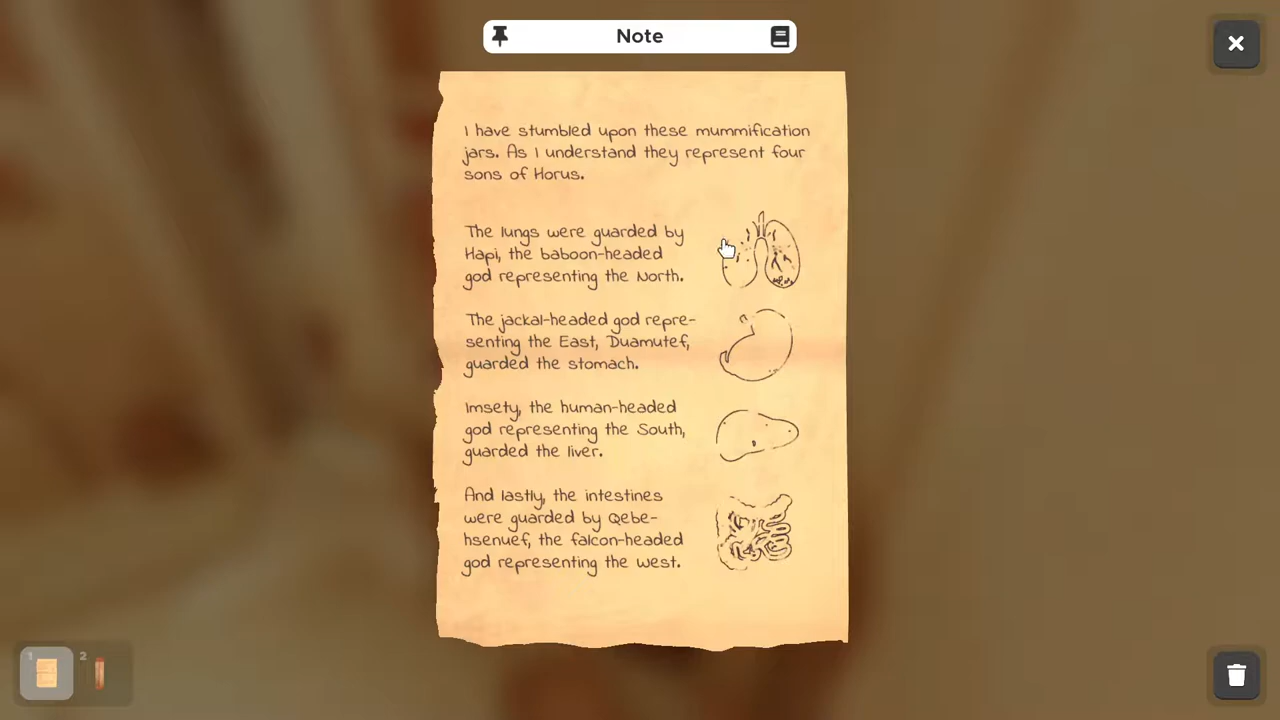 Note
I have stumbled upon these mummification
jars. As I understand they represent four
sons of Horus.
The lungs were guarded by
Hapi, the baboon-headed
god representing the North.
The jackal-headed god repre-
senting the East, Duamutef,
guarded the stomach.
Imsety, the human-headed
god representing the South,
guarded the liver.
And lastly, the intestines
were guarded by Qebe-
hsenuef, the falcon-headed
god representing the west.
1
2